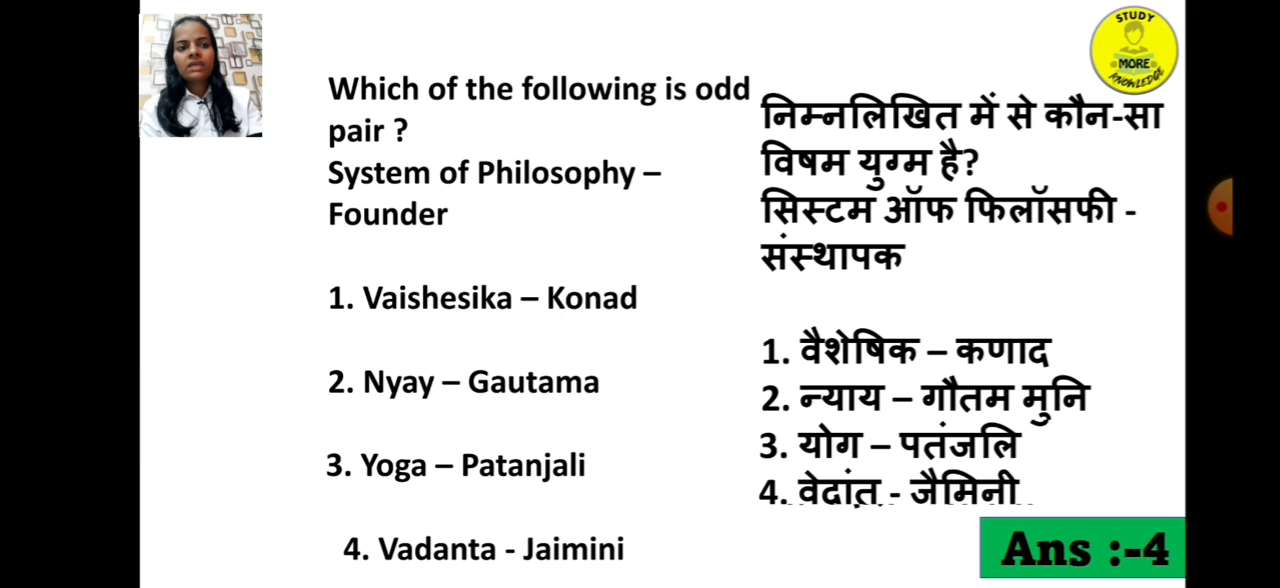 Which of the following is odd
pair ?
System of Philosophy –
Founder
1. Vaishesika – Konad
2. Nyay – Gautama
3. Yoga – Patanjali
4. Vadanta - Jaimini
निम्नलिखित में से कौन-सा
विषम युग्म है?
सिस्टम ऑफ फिलॉसफी -
संस्थापक
1. वैशेषिक – कणाद
2. न्याय – गौतम मुनि
3. योग – पतंजलि
4. वेदांत - जैमिनी
STUDY
MORE
KNOWLEDGE
Ans :-4